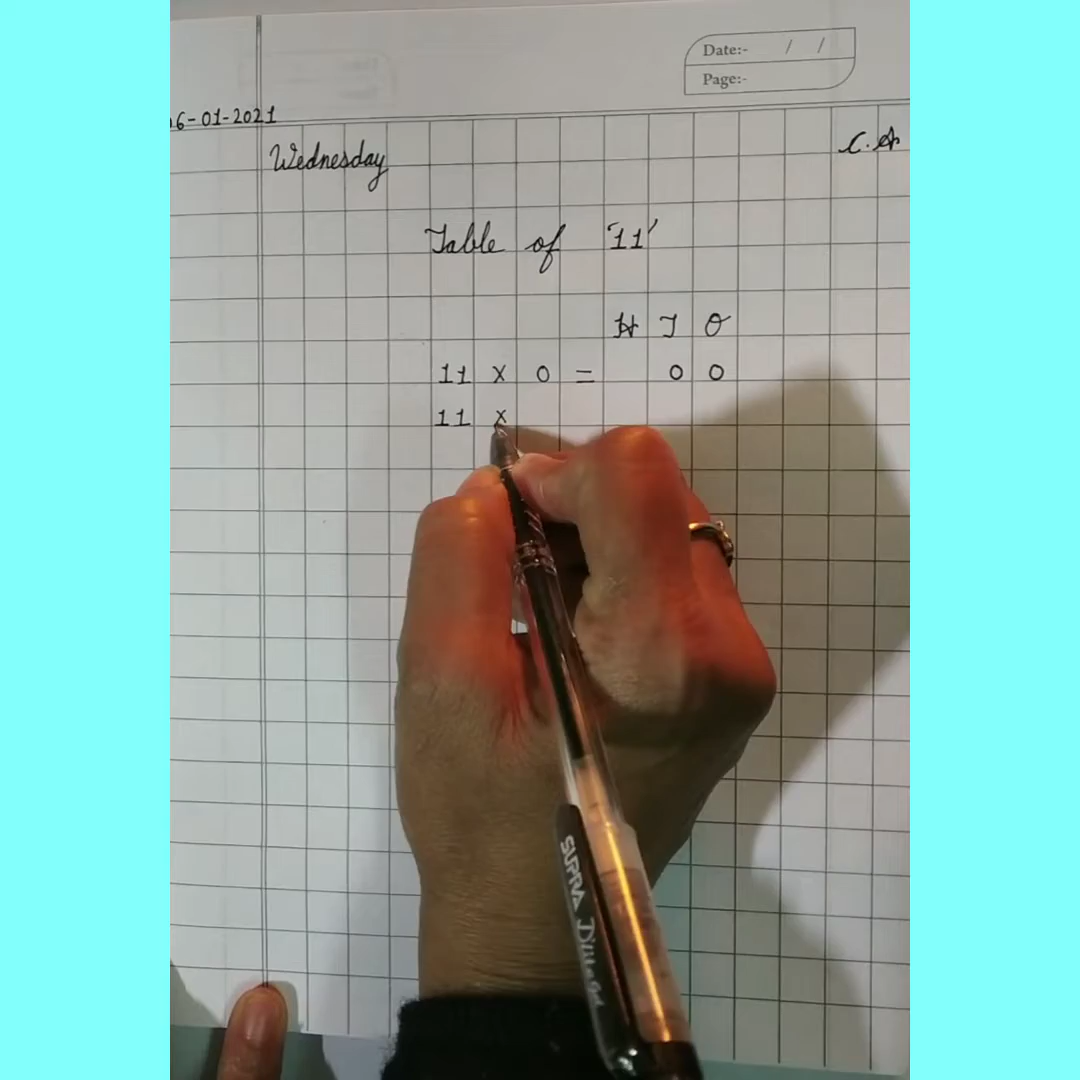 Date:- / /
Page:-
6-01-2021
Wednesday
C.A
Table of '11'
H T O
11 x 0 = 0 0
11 x
SUPRA